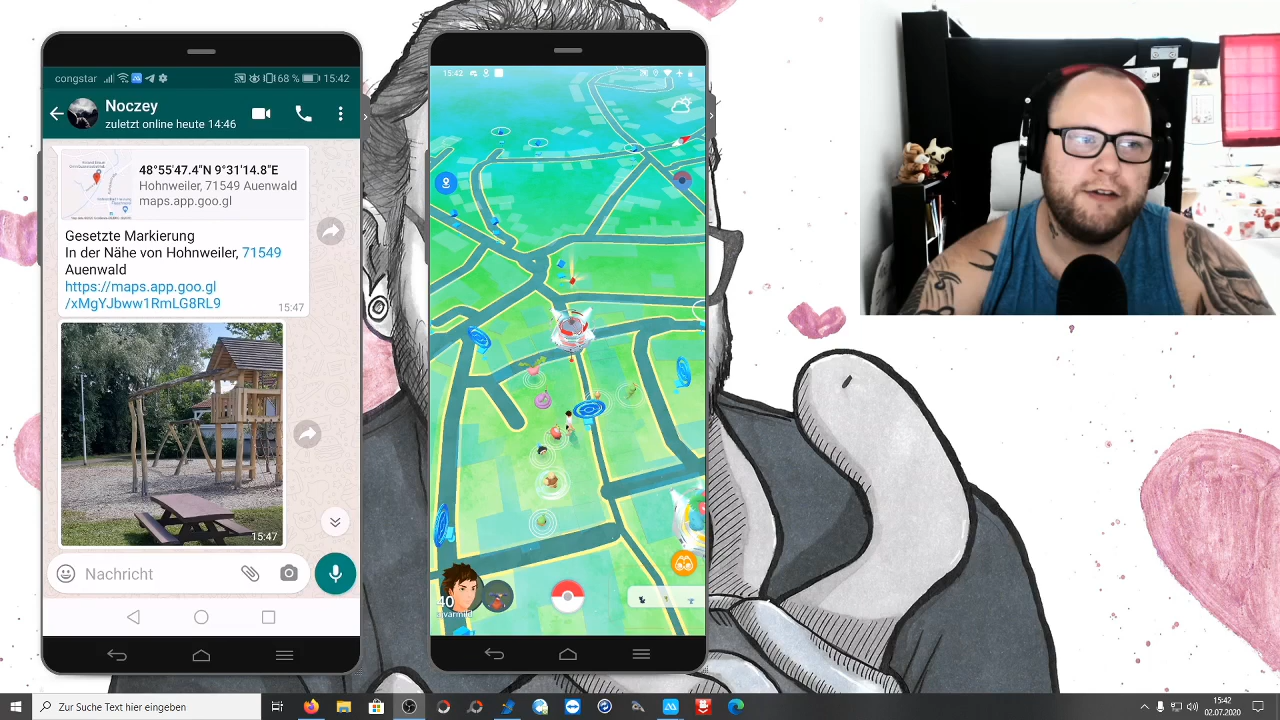 congstar
68 %
15:42
Noczey
zuletzt online heute 14:46
48°55'47.4"N 9°31'14.8"E
Hohnweiler, 71549 Auenwald
maps.app.goo.gl
Gesetzte Markierung
In der Nähe von Hohnweiler, 71549
Auenwald
https://maps.app.goo.gl
/xMgYJbww1RmLG8RL9
15:47
15:47
Nachricht
15:42
40
Zur Suche Text hier eingeben
15:42
02.07.2020